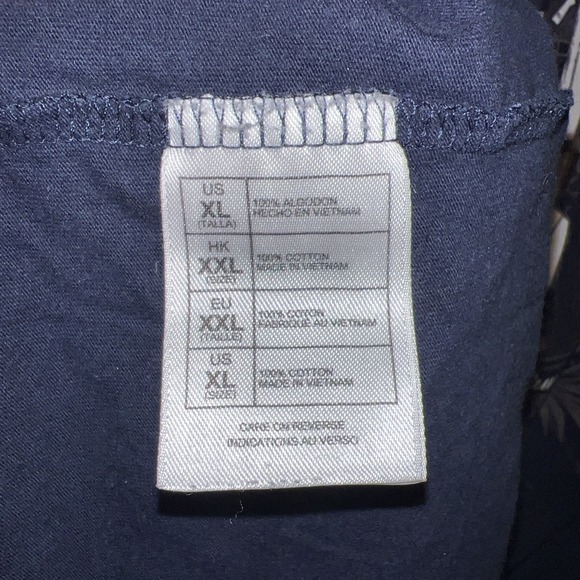 US
XL
(TALLA)
100% ALGODON
HECHO EN VIETNAM
HK
XXL
(SIZE)
100% COTTON
MADE IN VIETNAM
EU
XXL
(TAILLE)
100% COTON
FABRIQUE AU VIETNAM
US
XL
(SIZE)
100% COTTON
MADE IN VIETNAM
CARE ON REVERSE
INDICATIONS AU VERSO